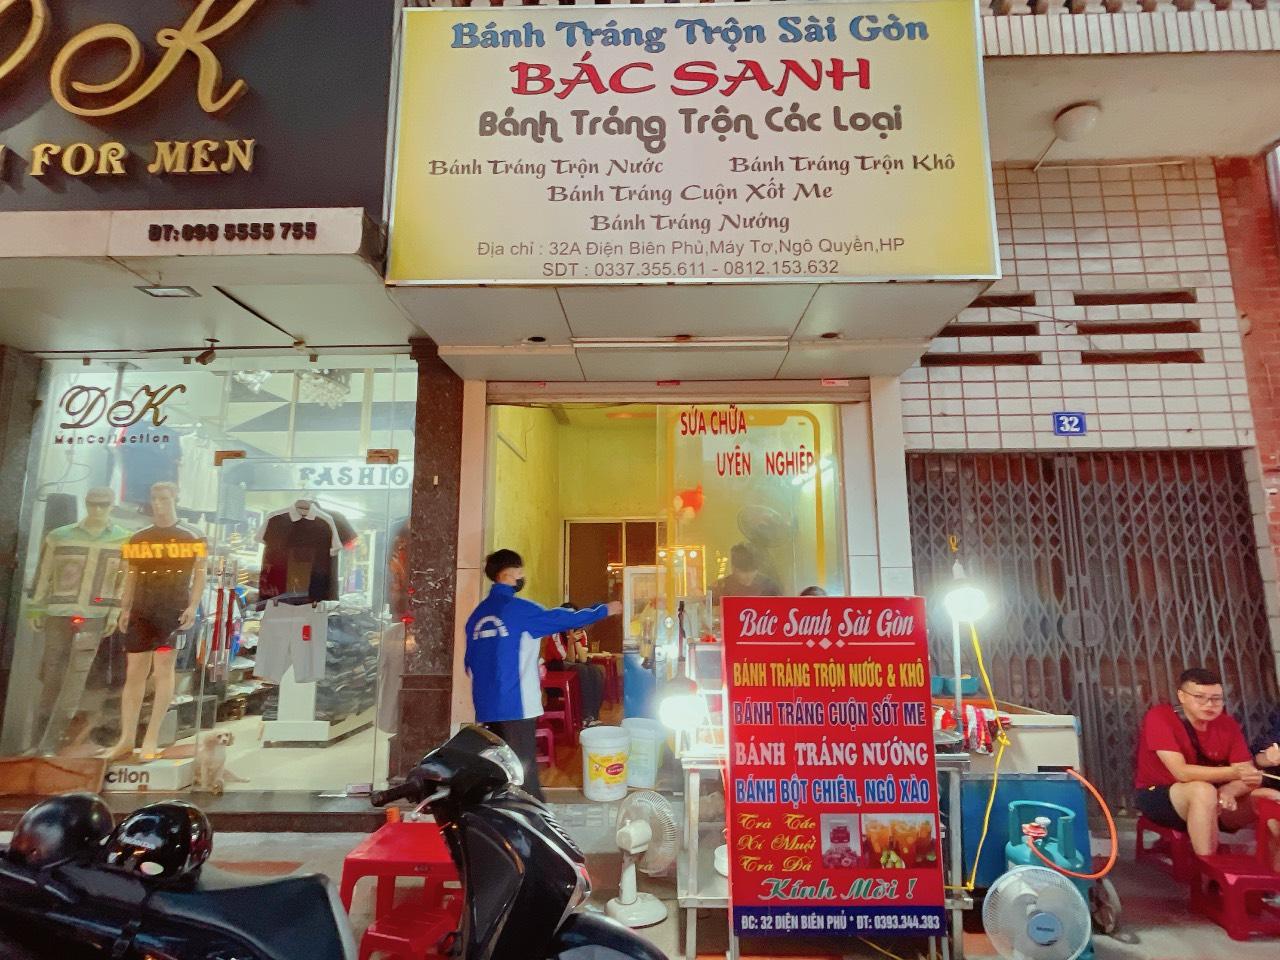 DK
FOR MEN
ĐT: 098 5555 755
Bánh Tráng Trộn Sài Gòn
BÁC SANH
Bánh Tráng Trộn Các Loại
Bánh Tráng Trộn Nước
Bánh Tráng Trộn Khô
Bánh Tráng Cuộn Xốt Me
Bánh Tráng Nướng
Địa chỉ : 32A Điện Biên Phủ,Máy Tơ,Ngô Quyền,HP
SDT : 0337.355.611 - 0812.153.632
DK
MenCollection
FASHIO
PHỐ TÂM
ction
SỬA CHỮA
UYÊN NGHIỆP
32
Bác Sanh Sài Gòn
BÁNH TRÁNG TRỘN NƯỚC & KHÔ
BÁNH TRÁNG CUỘN SỐT ME
BÁNH TRÁNG NƯỚNG
BÁNH BỘT CHIÊN, NGÔ XÀO
Trà Tắc
Xí Muội
Trà Đá
Kính Mời !
ĐC: 32 ĐIỆN BIÊN PHỦ * ĐT: 0393.344.383